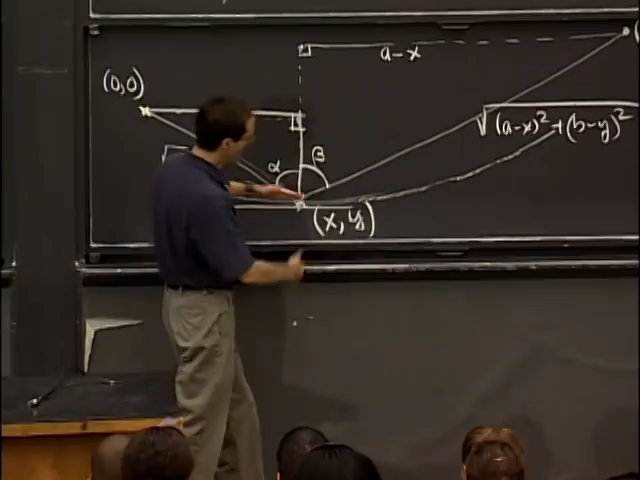 (0,0)
a-x
√(a-x)²+(b-y)²
α
β
(x,y)